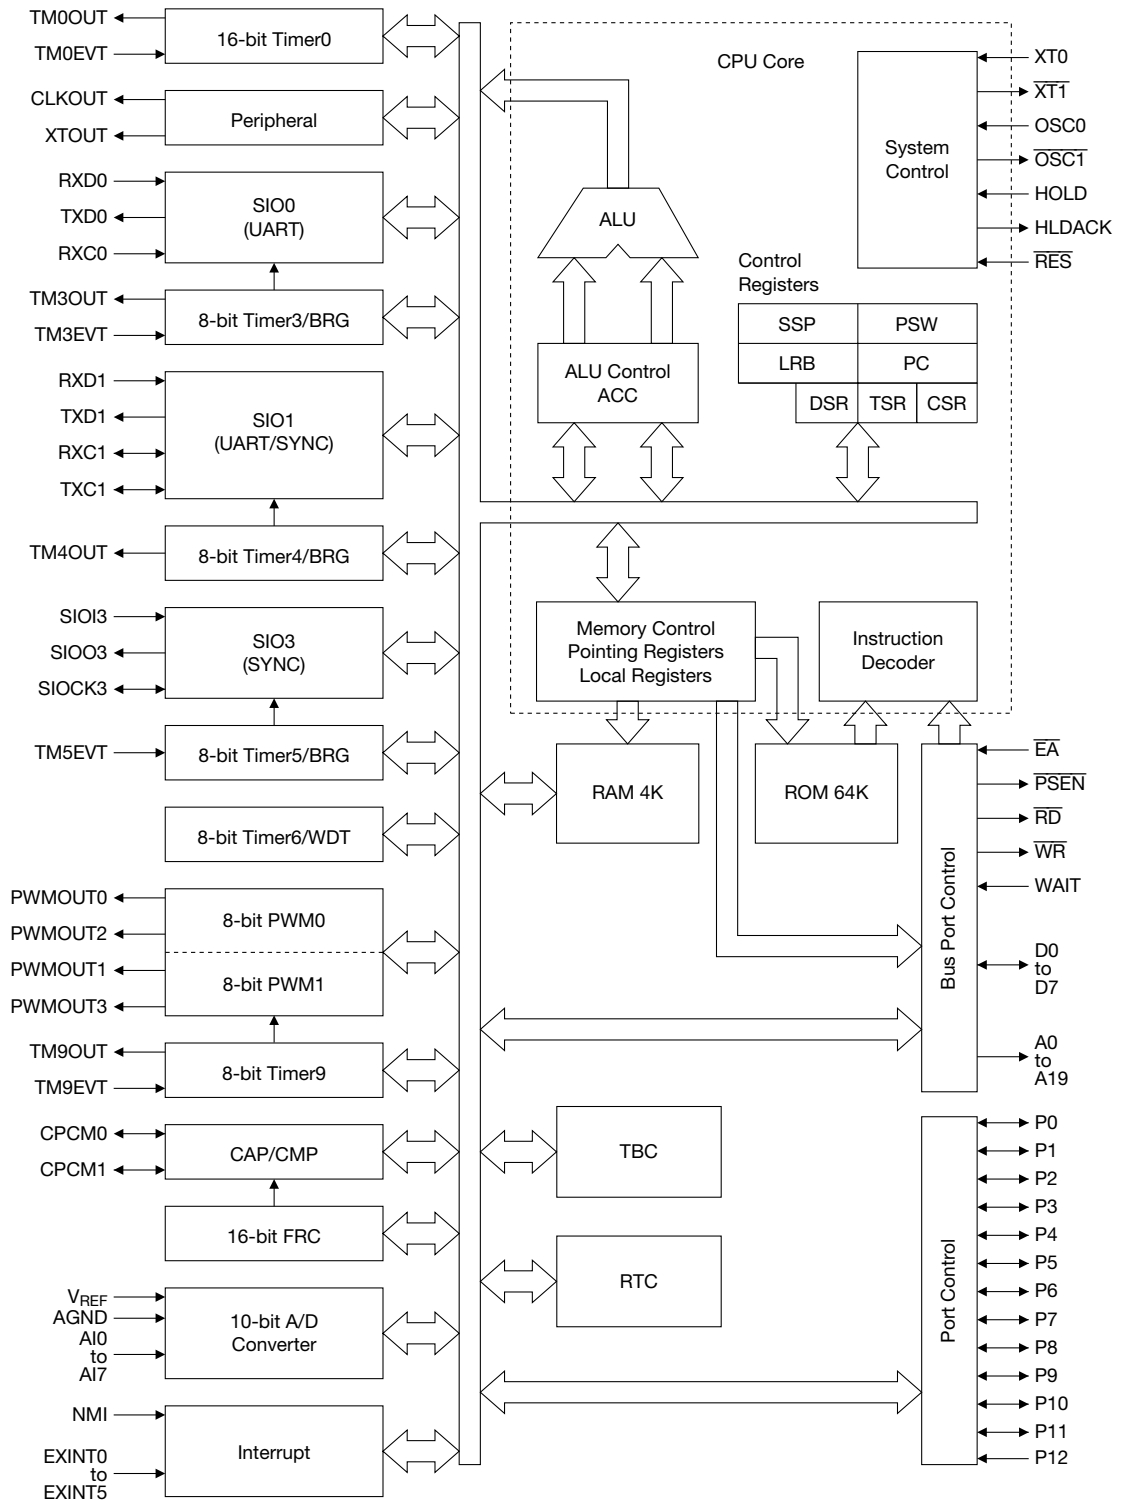 TM0OUT
TM0EVT
16-bit Timer0
CLKOUT
XTOUT
Peripheral
RXD0
TXD0
RXC0
SIO0
(UART)
TM3OUT
TM3EVT
8-bit Timer3/BRG
RXD1
TXD1
RXC1
TXC1
SIO1
(UART/SYNC)
TM4OUT
8-bit Timer4/BRG
SIOI3
SIOO3
SIOCK3
SIO3
(SYNC)
TM5EVT
8-bit Timer5/BRG
8-bit Timer6/WDT
PWMOUT0
PWMOUT2
PWMOUT1
PWMOUT3
8-bit PWM0
8-bit PWM1
TM9OUT
TM9EVT
8-bit Timer9
CPCM0
CPCM1
CAP/CMP
16-bit FRC
VREF
AGND
AI0
to
AI7
10-bit A/D
Converter
NMI
EXINT0
to
EXINT5
Interrupt
CPU Core
ALU
ALU Control
ACC
Control
Registers
SSP
PSW
LRB
PC
DSR
TSR
CSR
System
Control
XT0
XT1
OSC0
OSC1
HOLD
HLDACK
RES
Memory Control
Pointing Registers
Local Registers
Instruction
Decoder
RAM 4K
ROM 64K
Bus Port Control
EA
PSEN
RD
WR
WAIT
D0
to
D7
A0
to
A19
TBC
RTC
Port Control
P0
P1
P2
P3
P4
P5
P6
P7
P8
P9
P10
P11
P12